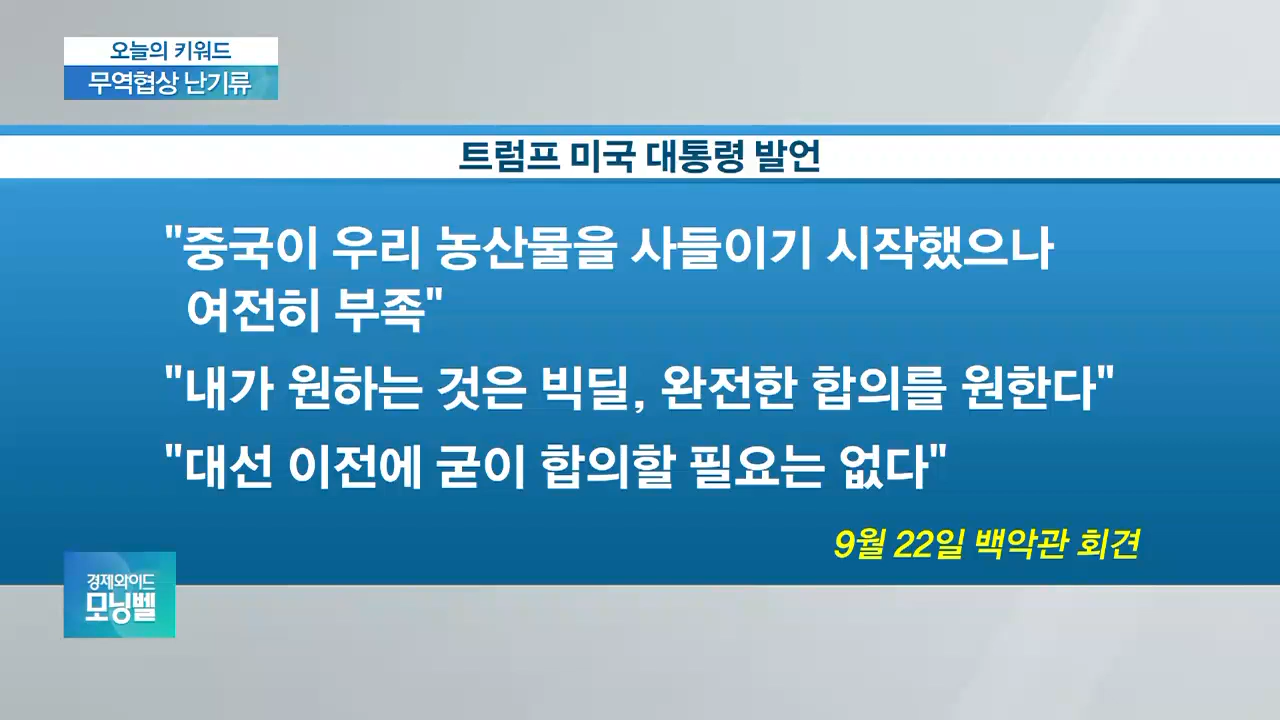 오늘의 키워드
무역협상 난기류
트럼프 미국 대통령 발언
"중국이 우리 농산물을 사들이기 시작했으나
여전히 부족"
"내가 원하는 것은 빅딜, 완전한 합의를 원한다"
"대선 이전에 굳이 합의할 필요는 없다"
9월 22일 백악관 회견
경제와이드
모닝벨